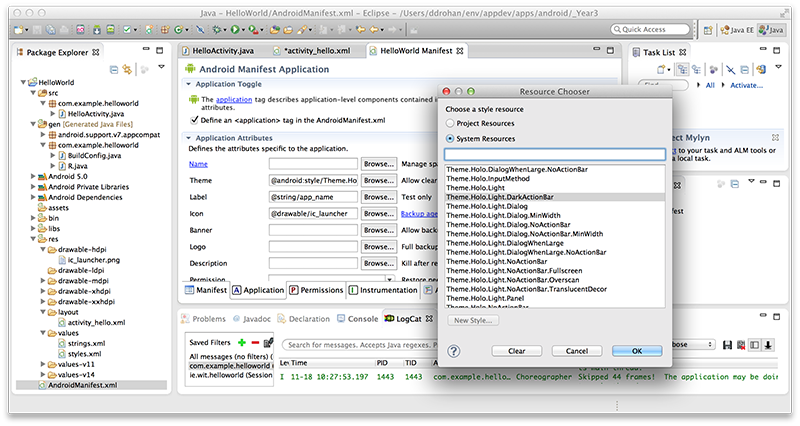 Java - HelloWorld/AndroidManifest.xml - Eclipse - /Users/ddrohan/env/appdev/apps/android/_Year3
Quick Access
Java EE
Java
Package Explorer
HelloWorld
src
com.example.helloworld
HelloActivity.java
gen [Generated Java Files]
android.support.v7.appcompat
com.example.helloworld
BuildConfig.java
R.java
Android 5.0
Android Private Libraries
Android Dependencies
assets
bin
libs
res
drawable-hdpi
ic_launcher.png
drawable-ldpi
drawable-mdpi
drawable-xhdpi
drawable-xxhdpi
layout
activity_hello.xml
values
strings.xml
styles.xml
values-v11
values-v14
AndroidManifest.xml
HelloActivity.java
*activity_hello.xml
HelloWorld Manifest
Android Manifest Application
Application Toggle
The application tag describes application-level components contained i
attributes.
Define an <application> tag in the AndroidManifest.xml
Application Attributes
Defines the attributes specific to the application.
Name Browse... Manage sp
Theme @android:style/Theme.Ho Browse... Allow clear
Label @string/app_name Browse... Test only
Icon @drawable/ic_launcher Browse... Backup age
Banner Browse... Allow back
Logo Browse... Full backup
Description Browse... Kill after re
Permission Restore ne
Manifest
A Application
P Permissions
I Instrumentation
Problems
Javadoc
Declaration
Console
LogCat
Saved Filters
All messages (no filters) (
com.example.helloworld (
ie.wit.helloworld (Session
Search for messages. Accepts Java regexes. P
Time PID TID
I 11-18 10:27:53.197 1443 1443 com.example.hello... Choreographer Skipped 44 frames! The application may be doin
Resource Chooser
Choose a style resource
Project Resources
System Resources
Theme.Holo.DialogWhenLarge.NoActionBar
Theme.Holo.InputMethod
Theme.Holo.Light
Theme.Holo.Light.DarkActionBar
Theme.Holo.Light.Dialog
Theme.Holo.Light.Dialog.MinWidth
Theme.Holo.Light.Dialog.NoActionBar
Theme.Holo.Light.Dialog.NoActionBar.MinWidth
Theme.Holo.Light.DialogWhenLarge
Theme.Holo.Light.DialogWhenLarge.NoActionBar
Theme.Holo.Light.NoActionBar
Theme.Holo.Light.NoActionBar.Fullscreen
Theme.Holo.Light.NoActionBar.Overscan
Theme.Holo.Light.NoActionBar.TranslucentDecor
Theme.Holo.Light.Panel
Theme.Holo.NoActionBar
New Style...
Clear
Cancel
OK
Task List
Find
All
Activate...
ct Mylyn
to your task and ALM tools or
a local task.
ifest